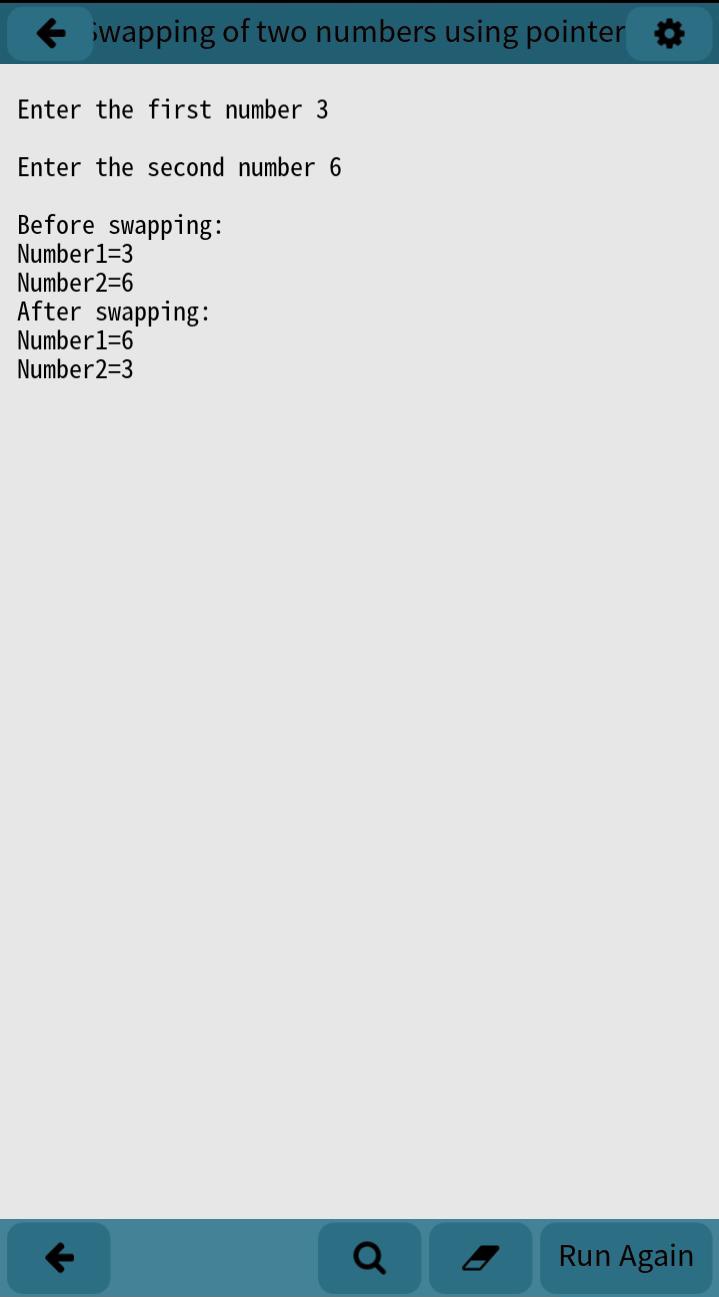 Swapping of two numbers using pointer
Enter the first number 3
Enter the second number 6
Before swapping:
Number1=3
Number2=6
After swapping:
Number1=6
Number2=3
Run Again